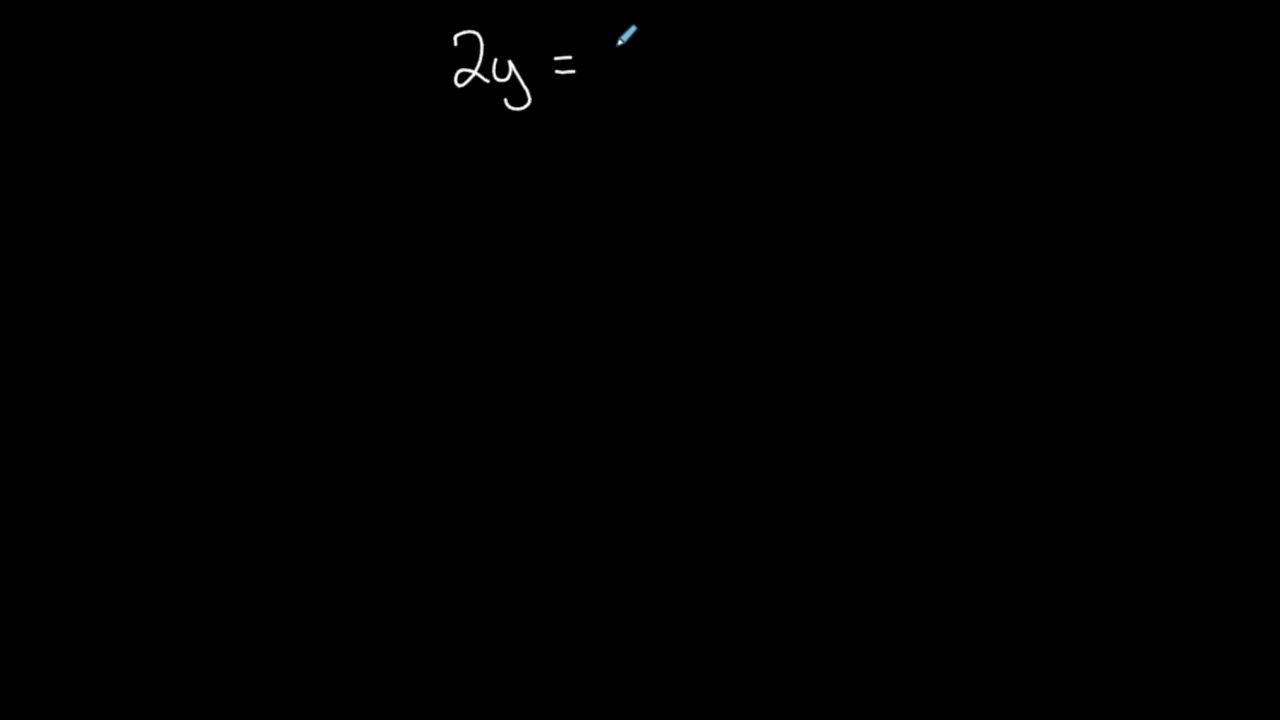 2y =